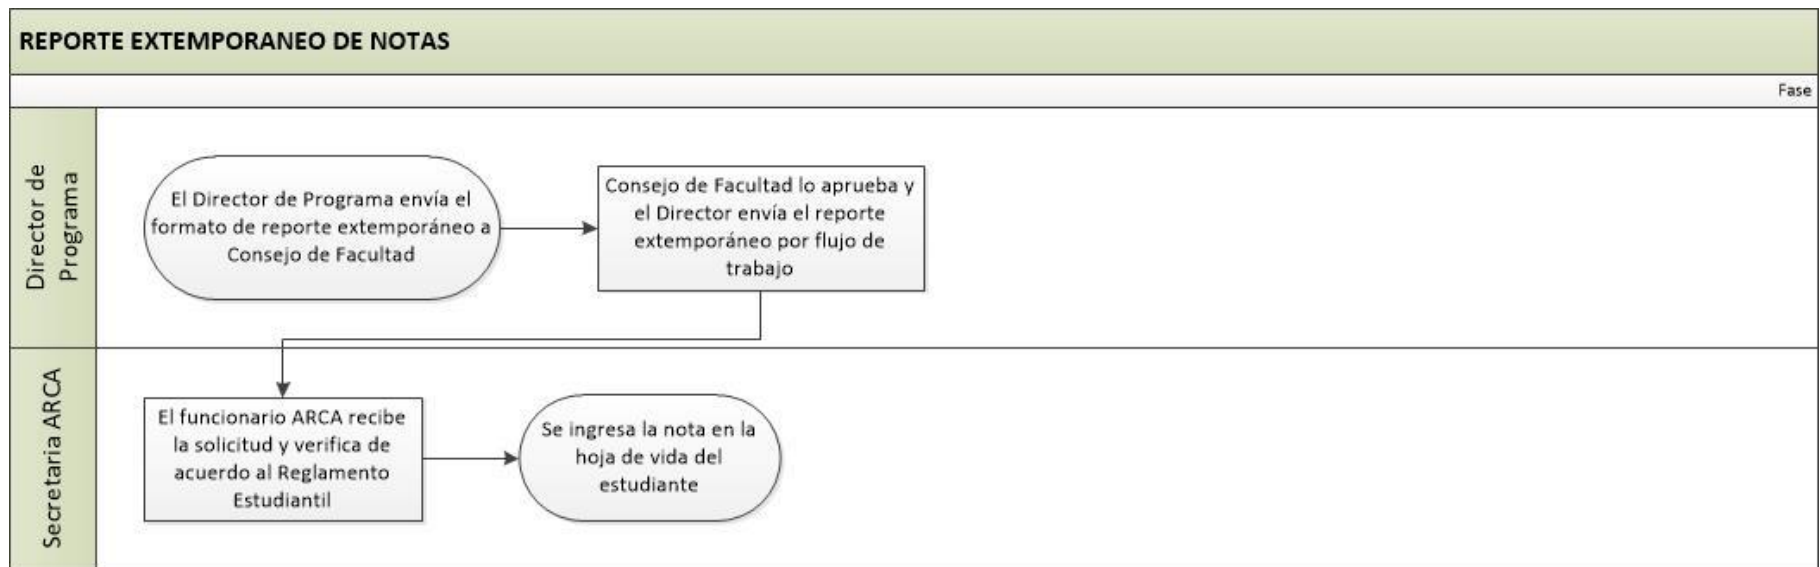 REPORTE EXTEMPORANEO DE NOTAS
Fase
Director de
Programa
El Director de Programa envía el
formato de reporte extemporáneo a
Consejo de Facultad
Consejo de Facultad lo aprueba y
el Director envía el reporte
extemporáneo por flujo de
trabajo
Secretaria ARCA
El funcionario ARCA recibe
la solicitud y verifica de
acuerdo al Reglamento
Estudiantil
Se ingresa la nota en la
hoja de vida del
estudiante